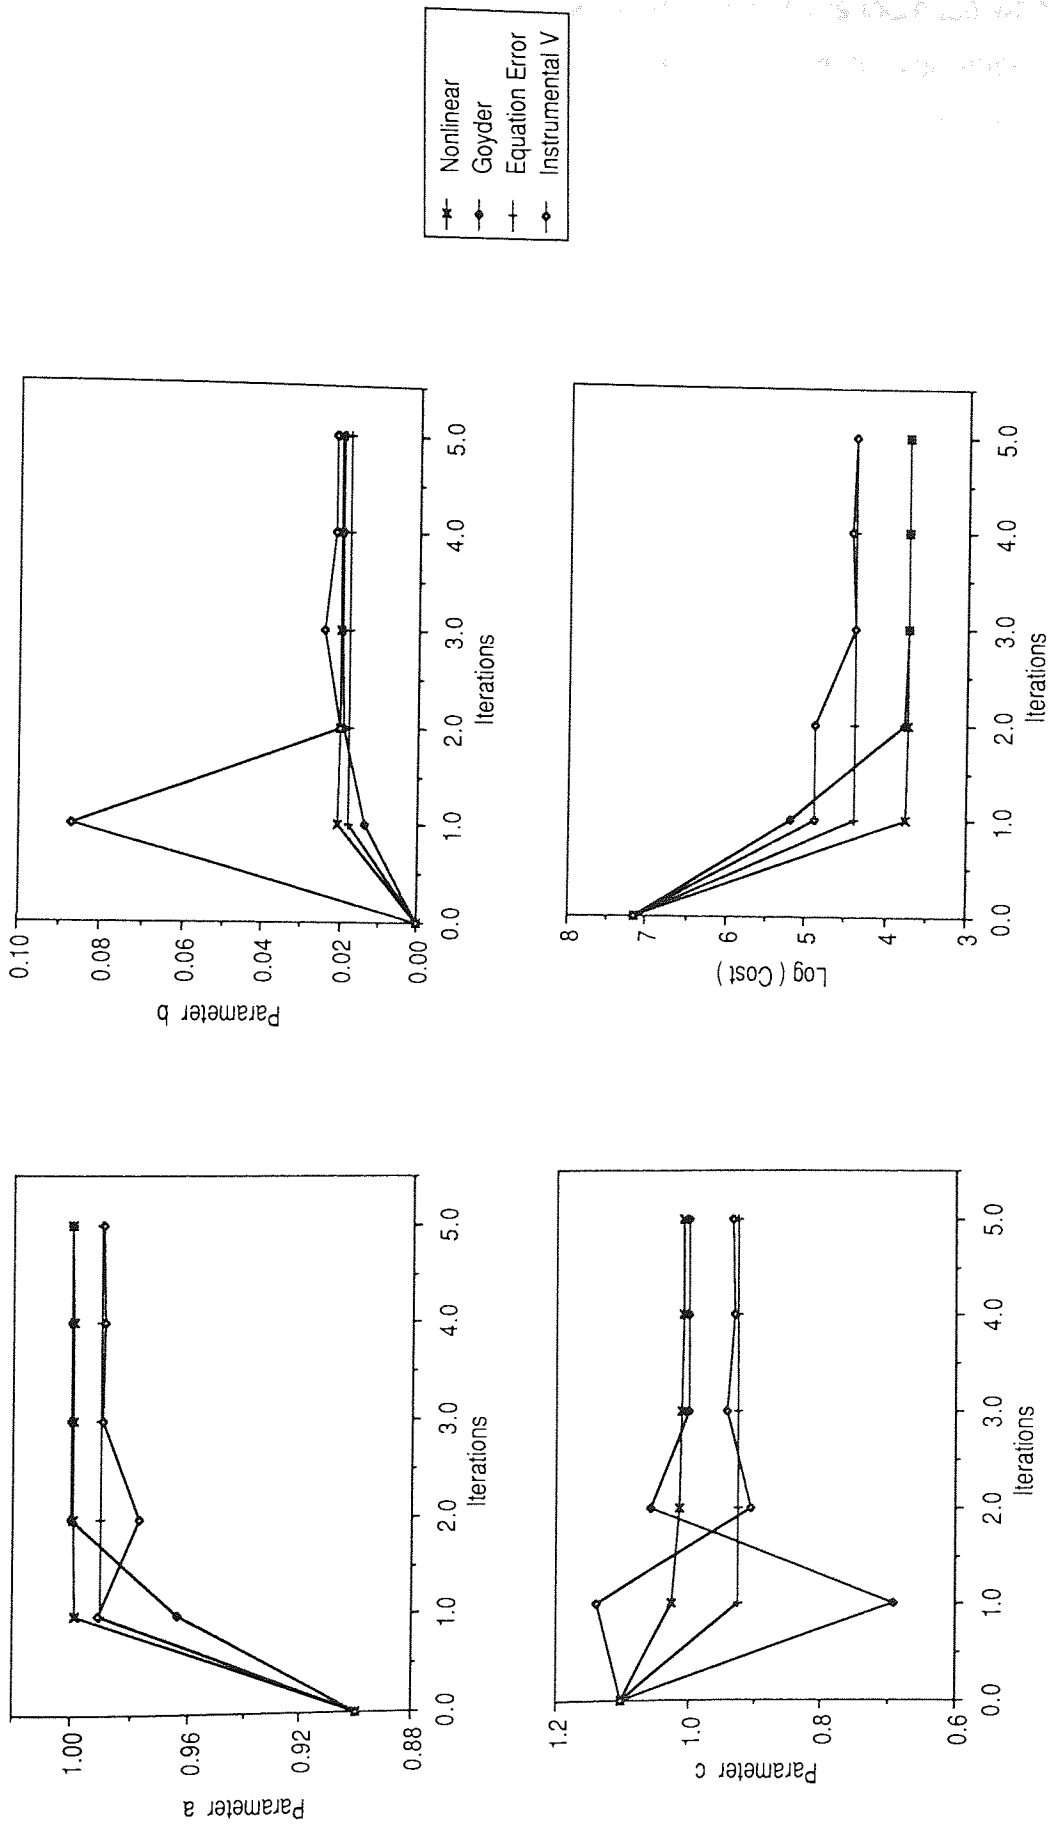 Parameter a
1.00
0.96
0.92
0.88
0.0 1.0 2.0 3.0 4.0 5.0
Iterations
Parameter b
0.10
0.08
0.06
0.04
0.02
0.00
0.0 1.0 2.0 3.0 4.0 5.0
Iterations
Parameter c
1.2
1.0
0.8
0.6
0.0 1.0 2.0 3.0 4.0 5.0
Iterations
Log ( Cost )
8
7
6
5
4
3
0.0 1.0 2.0 3.0 4.0 5.0
Iterations
Nonlinear
Goyder
Equation Error
Instrumental V